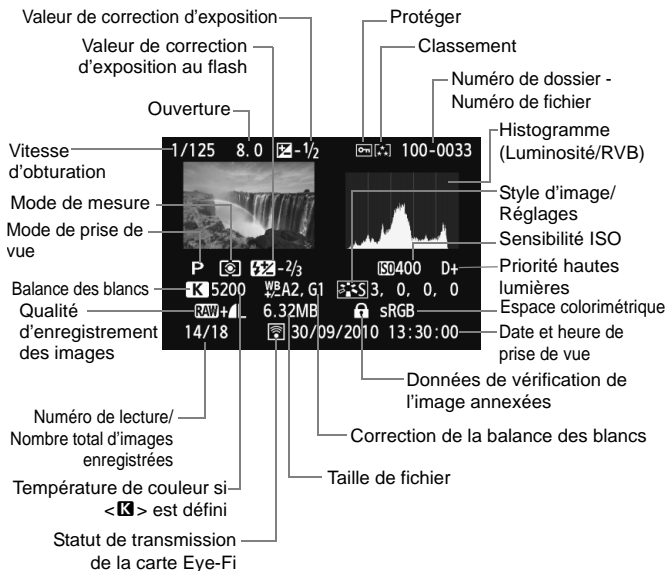 Valeur de correction d'exposition
Protéger
Valeur de correction
d'exposition au flash
Classement
Numéro de dossier -
Numéro de fichier
Ouverture
Histogramme
(Luminosité/RVB)
Vitesse
d'obturation
1/125 8.0 -1/2 100-0033
Style d'image/
Réglages
Mode de mesure
Mode de prise de
vue
Sensibilité ISO
P -2/3 ISO400 D+
Priorité hautes
lumières
Balance des blancs
K 5200 WB+/-A2, G1 S3, 0, 0, 0
Qualité
d'enregistrement
des images
RAW+L 6.32MB sRGB
Espace colorimétrique
14/18 30/09/2010 13:30:00
Date et heure de
prise de vue
Données de vérification de
l'image annexées
Numéro de lecture/
Nombre total d'images
enregistrées
Correction de la balance des blancs
Taille de fichier
Température de couleur si
<K> est défini
Statut de transmission
de la carte Eye-Fi